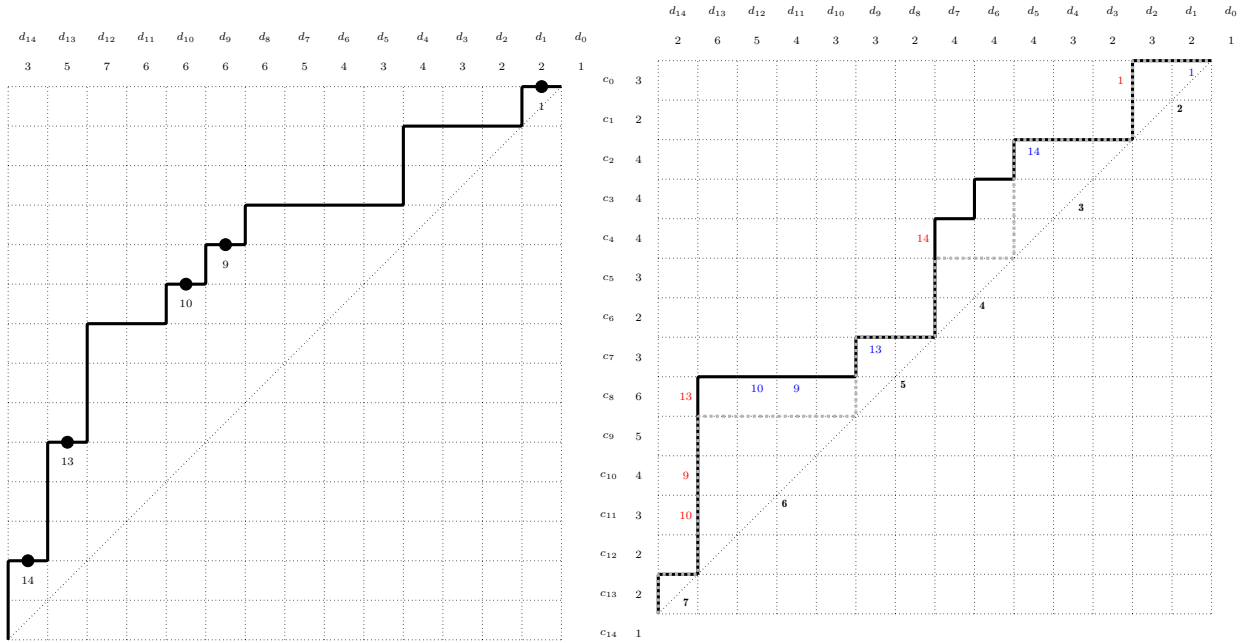 d14 d13 d12 d11 d10 d9 d8 d7 d6 d5 d4 d3 d2 d1 d0
3 5 7 6 6 6 6 5 4 3 4 3 2 2 1
1
9
10
13
14
d14 d13 d12 d11 d10 d9 d8 d7 d6 d5 d4 d3 d2 d1 d0
2 6 5 4 3 3 2 4 4 4 3 2 3 2 1
c0 3 1 1
c1 2 2
c2 4 14
c3 4 3
c4 4 14
c5 3
c6 2 4
c7 3 13
c8 6 13 10 9 5
c9 5
c10 4 9
c11 3 10 6
c12 2
c13 2 7
c14 1